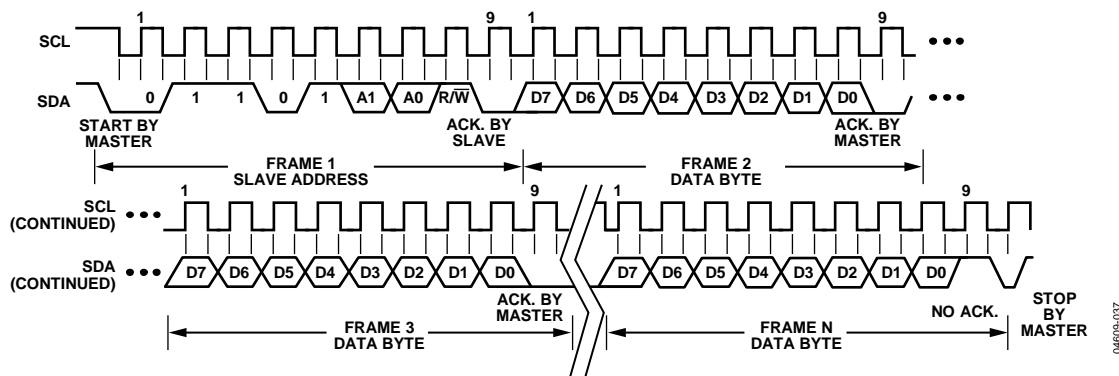 1 9 1 9
SCL
SDA 0 1 1 0 1 A1 A0 R/W̅ D7 D6 D5 D4 D3 D2 D1 D0
START BY MASTER
ACK. BY SLAVE
ACK. BY MASTER
FRAME 1
SLAVE ADDRESS
FRAME 2
DATA BYTE
1 9 1 9
SCL
(CONTINUED)
SDA
(CONTINUED)
D7 D6 D5 D4 D3 D2 D1 D0 D7 D6 D5 D4 D3 D2 D1 D0
ACK. BY
MASTER
NO ACK.
STOP
BY
MASTER
FRAME 3
DATA BYTE
FRAME N
DATA BYTE
04609-037